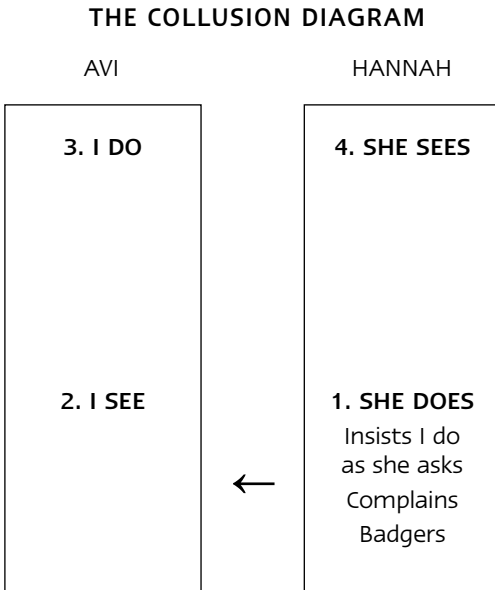 THE COLLUSION DIAGRAM
AVI
HANNAH
3. I DO
4. SHE SEES
2. I SEE
1. SHE DOES
Insists I do
as she asks
Complains
Badgers